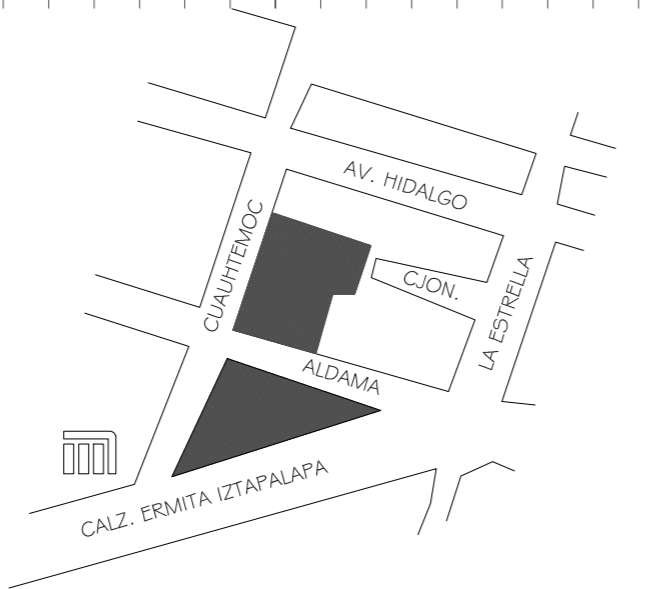 AV. HIDALGO
CUAUHTEMOC
CJON.
LA ESTRELLA
ALDAMA
CALZ. ERMITA IZTAPALAPA